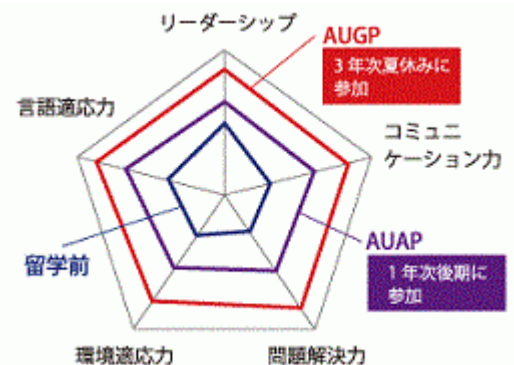 リーダーシップ
AUGP
3年次夏休みに
参加
言語適応力
コミュニ
ケーション力
留学前
AUAP
1年次後期に
参加
環境適応力
問題解決力